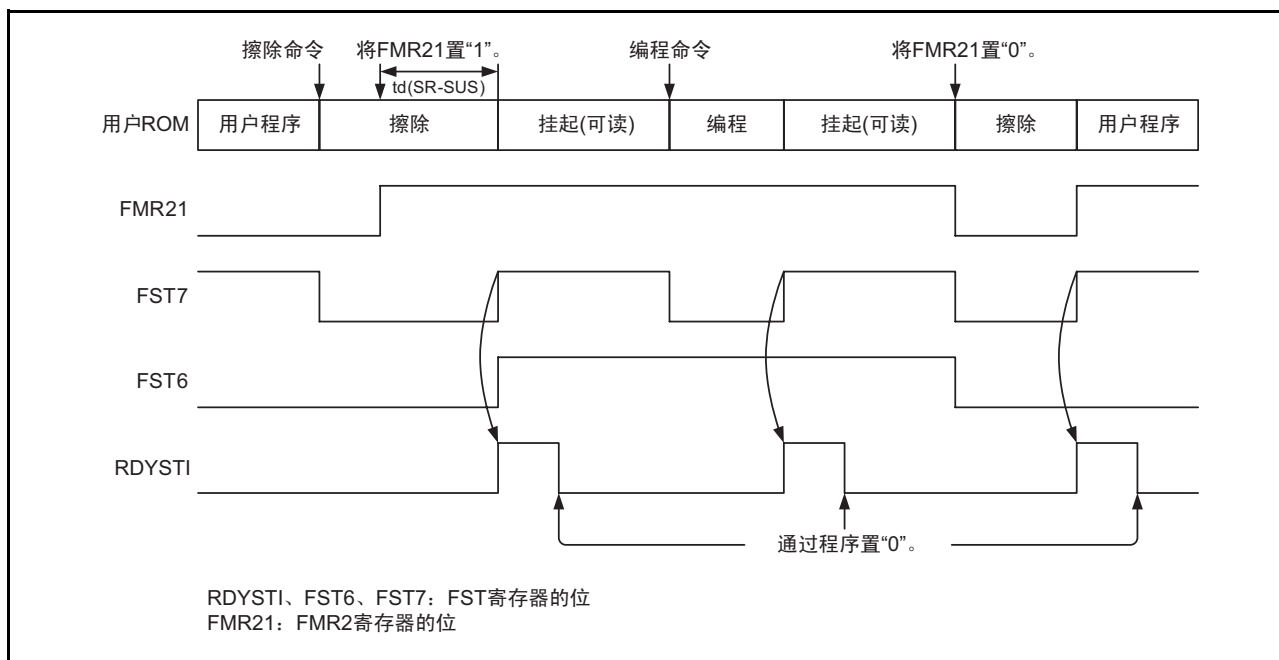 擦除命令 将FMR21置“1”。 编程命令 将FMR21置“0”。
td(SR-SUS)
用户ROM 用户程序 擦除 挂起(可读) 编程 挂起(可读) 擦除 用户程序
FMR21
FST7
FST6
RDYSTI
通过程序置“0”。
RDYSTI、FST6、FST7：FST寄存器的位
FMR21：FMR2寄存器的位